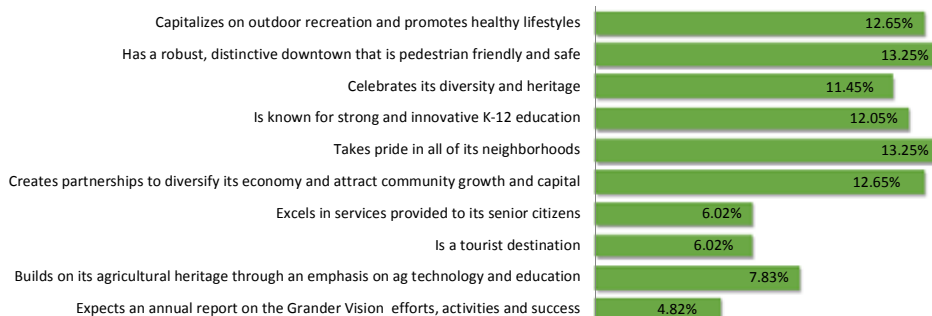 Capitalizes on outdoor recreation and promotes healthy lifestyles 12.65%
Has a robust, distinctive downtown that is pedestrian friendly and safe 13.25%
Celebrates its diversity and heritage 11.45%
Is known for strong and innovative K-12 education 12.05%
Takes pride in all of its neighborhoods 13.25%
Creates partnerships to diversify its economy and attract community growth and capital 12.65%
Excels in services provided to its senior citizens 6.02%
Is a tourist destination 6.02%
Builds on its agricultural heritage through an emphasis on ag technology and education 7.83%
Expects an annual report on the Grander Vision efforts, activities and success 4.82%